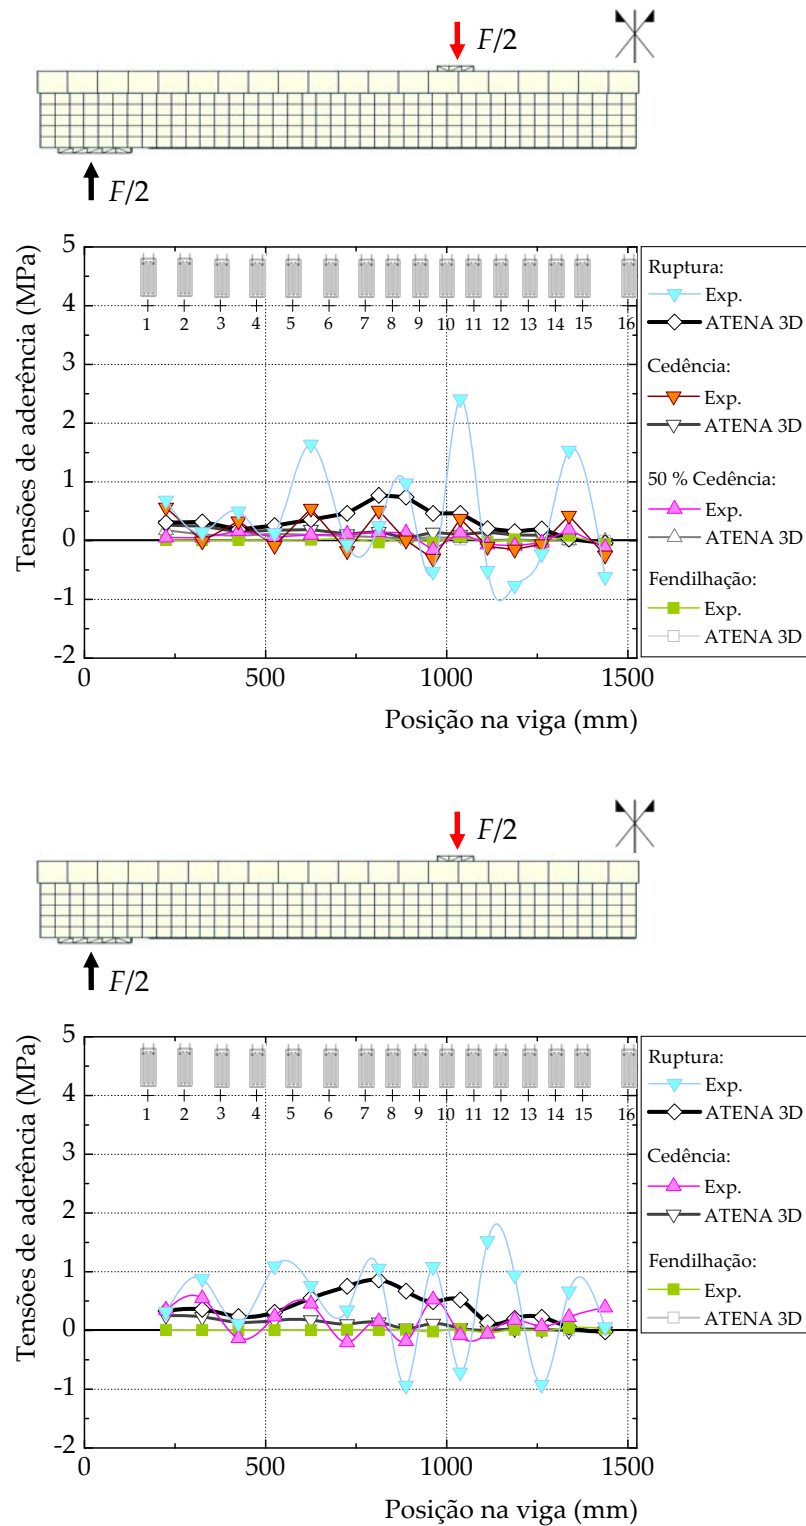 F/2
F/2
Tensões de aderência (MPa)
5
4
3
2
1
0
-1
-2
1 2 3 4 5 6 7 8 9 10 11 12 13 14 15 16
0 500 1000 1500
Posição na viga (mm)
Ruptura:
Exp.
ATENA 3D
Cedência:
Exp.
ATENA 3D
50 % Cedência:
Exp.
ATENA 3D
Fendilhação:
Exp.
ATENA 3D
F/2
F/2
Tensões de aderência (MPa)
5
4
3
2
1
0
-1
-2
1 2 3 4 5 6 7 8 9 10 11 12 13 14 15 16
0 500 1000 1500
Posição na viga (mm)
Ruptura:
Exp.
ATENA 3D
Cedência:
Exp.
ATENA 3D
Fendilhação:
Exp.
ATENA 3D